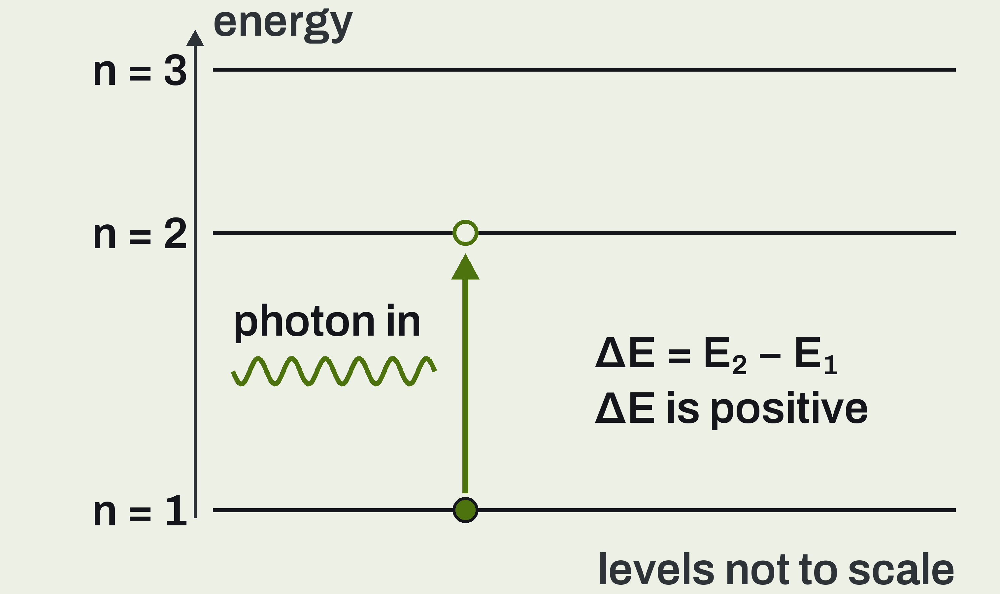 energy
n = 3
n = 2
photon in
ΔE = E₂ – E₁
ΔE is positive
n = 1
levels not to scale